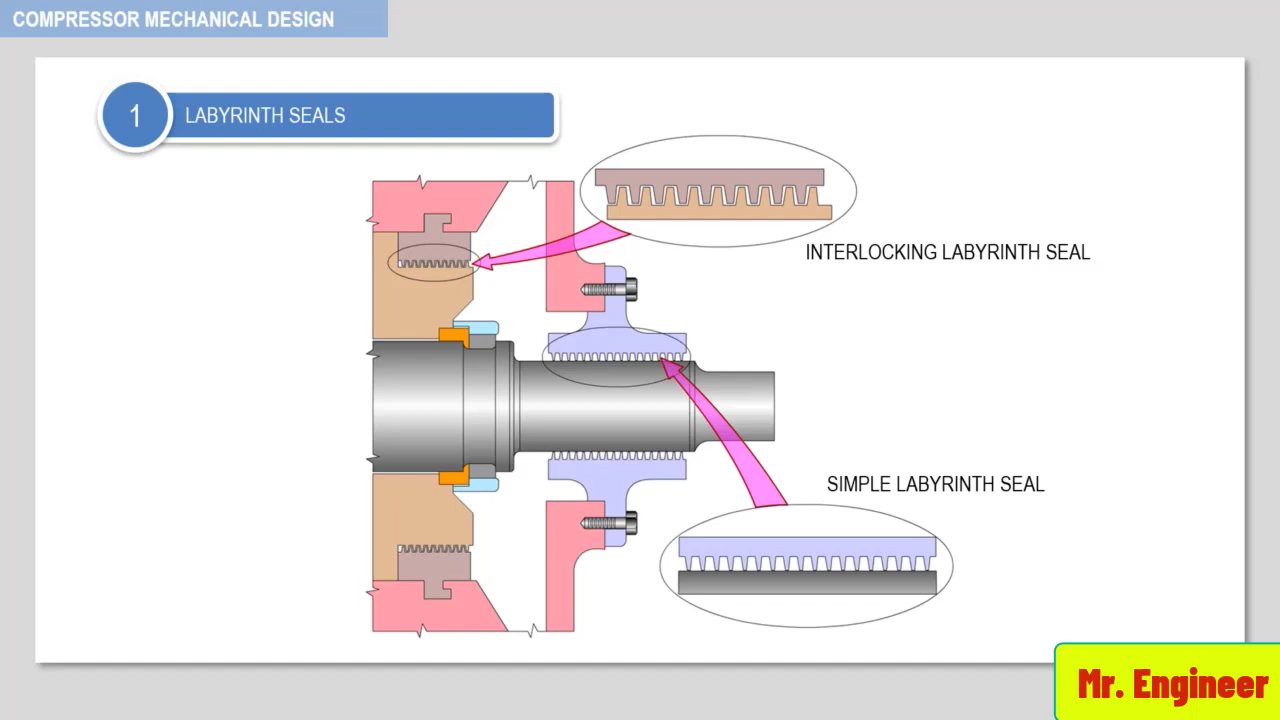 COMPRESSOR MECHANICAL DESIGN
1
LABYRINTH SEALS
INTERLOCKING LABYRINTH SEAL
SIMPLE LABYRINTH SEAL
Mr. Engineer